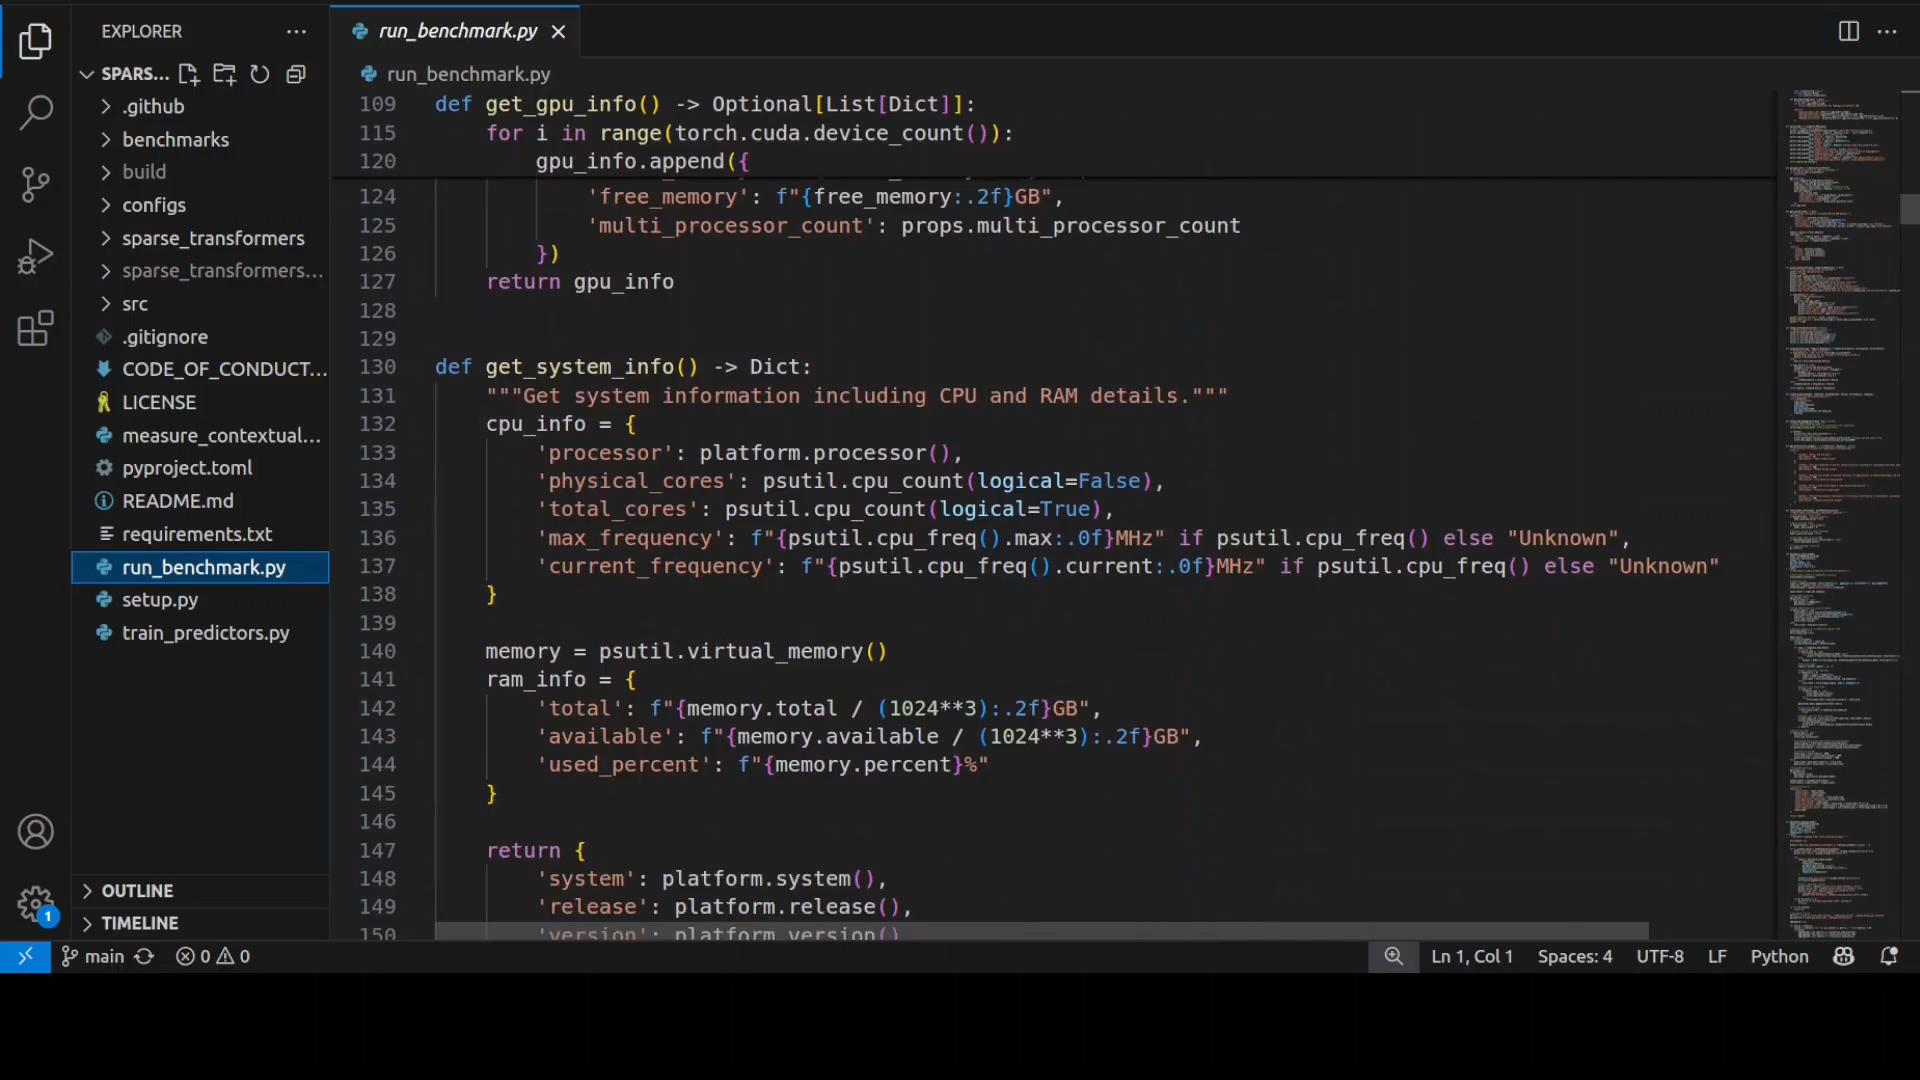 EXPLORER
SPARS...
.github
benchmarks
build
configs
sparse_transformers
sparse_transformers...
src
.gitignore
CODE_OF_CONDUCT...
LICENSE
measure_contextual...
pyproject.toml
README.md
requirements.txt
run_benchmark.py
setup.py
train_predictors.py
OUTLINE
TIMELINE
run_benchmark.py
run_benchmark.py
109 def get_gpu_info() -> Optional[List[Dict]]:
115 for i in range(torch.cuda.device_count()):
120 gpu_info.append({
124 'free_memory': f"{free_memory:.2f}GB",
125 'multi_processor_count': props.multi_processor_count
126 })
127 return gpu_info
128
129
130 def get_system_info() -> Dict:
131 """Get system information including CPU and RAM details."""
132 cpu_info = {
133 'processor': platform.processor(),
134 'physical_cores': psutil.cpu_count(logical=False),
135 'total_cores': psutil.cpu_count(logical=True),
136 'max_frequency': f"{psutil.cpu_freq().max:.0f}MHz" if psutil.cpu_freq() else "Unknown",
137 'current_frequency': f"{psutil.cpu_freq().current:.0f}MHz" if psutil.cpu_freq() else "Unknown"
138 }
139
140 memory = psutil.virtual_memory()
141 ram_info = {
142 'total': f"{memory.total / (1024**3):.2f}GB",
143 'available': f"{memory.available / (1024**3):.2f}GB",
144 'used_percent': f"{memory.percent}%"
145 }
146
147 return {
148 'system': platform.system(),
149 'release': platform.release(),
150 'version': platform.version()
1
main
0 0
Ln 1, Col 1
Spaces: 4
UTF-8
LF
Python